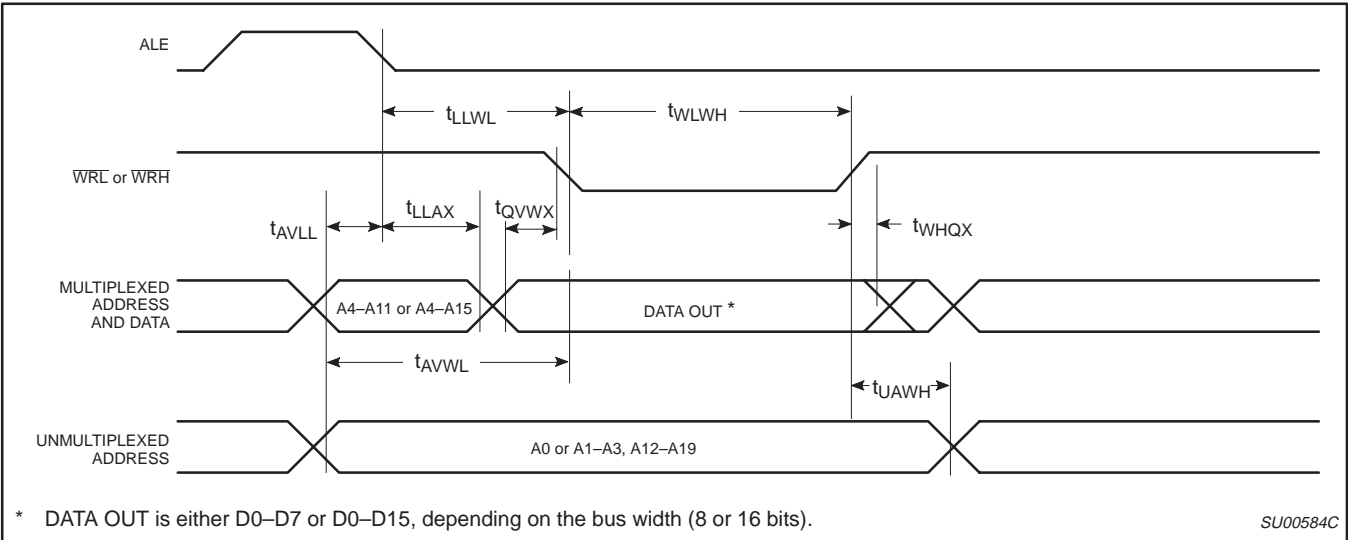 ALE
tLLWL
tWLWH
WRL or WRH
tAVLL
tLLAX
tQVWX
tWHQX
MULTIPLEXED
ADDRESS
AND DATA
A4–A11 or A4–A15
DATA OUT *
tAVWL
tUAWH
UNMULTIPLEXED
ADDRESS
A0 or A1–A3, A12–A19
* DATA OUT is either D0–D7 or D0–D15, depending on the bus width (8 or 16 bits).
SU00584C